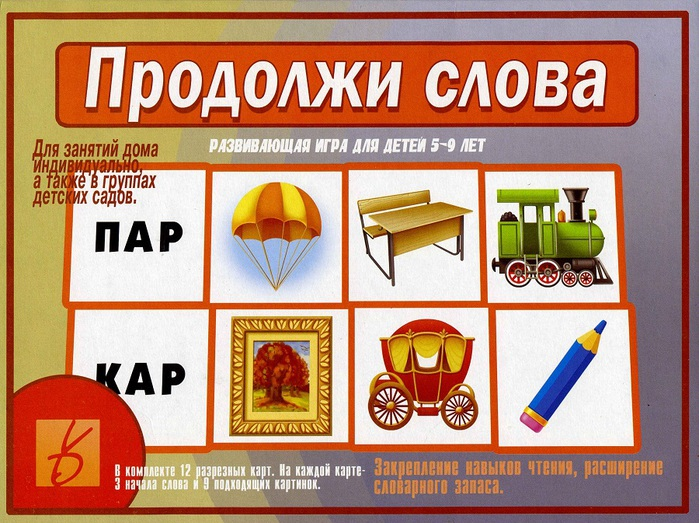 Продолжи слова
РАЗВИВАЮЩАЯ ИГРА ДЛЯ ДЕТЕЙ 5-9 ЛЕТ
Для занятий дома
индивидуально,
а также в группах
детских садов.
ПАР
КАР
В комплекте 12 разрезных карт. На каждой карте-
3 начала слова и 9 подходящих картинок.
Закрепление навыков чтения, расширение
словарного запаса.